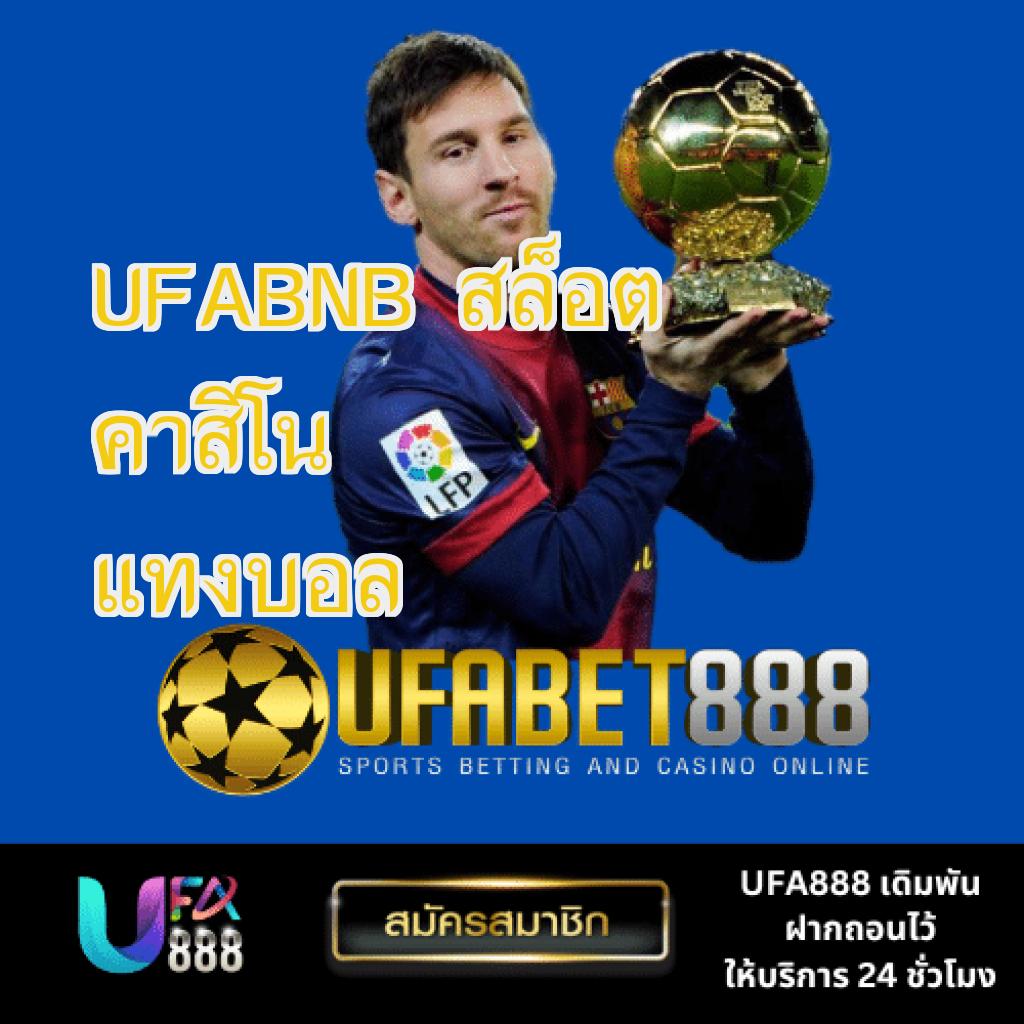 UFABNB สล็อต
คาสิโน
LFP
แทงบอล
UFABET888
SPORTS BETTING AND CASINO ONLINE
UFA
888
สมัครสมาชิก
UFA888 เดิมพัน
ฝากถอนไว้
ให้บริการ 24 ชั่วโมง